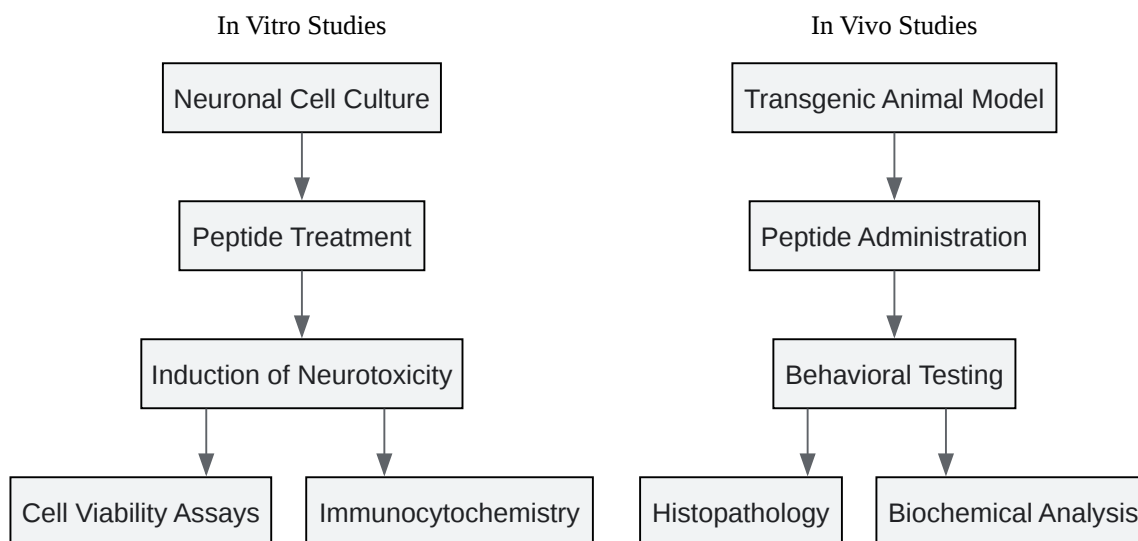 In Vitro Studies
Neuronal Cell Culture
Peptide Treatment
Induction of Neurotoxicity
Cell Viability Assays
Immunocytochemistry
In Vivo Studies
Transgenic Animal Model
Peptide Administration
Behavioral Testing
Histopathology
Biochemical Analysis